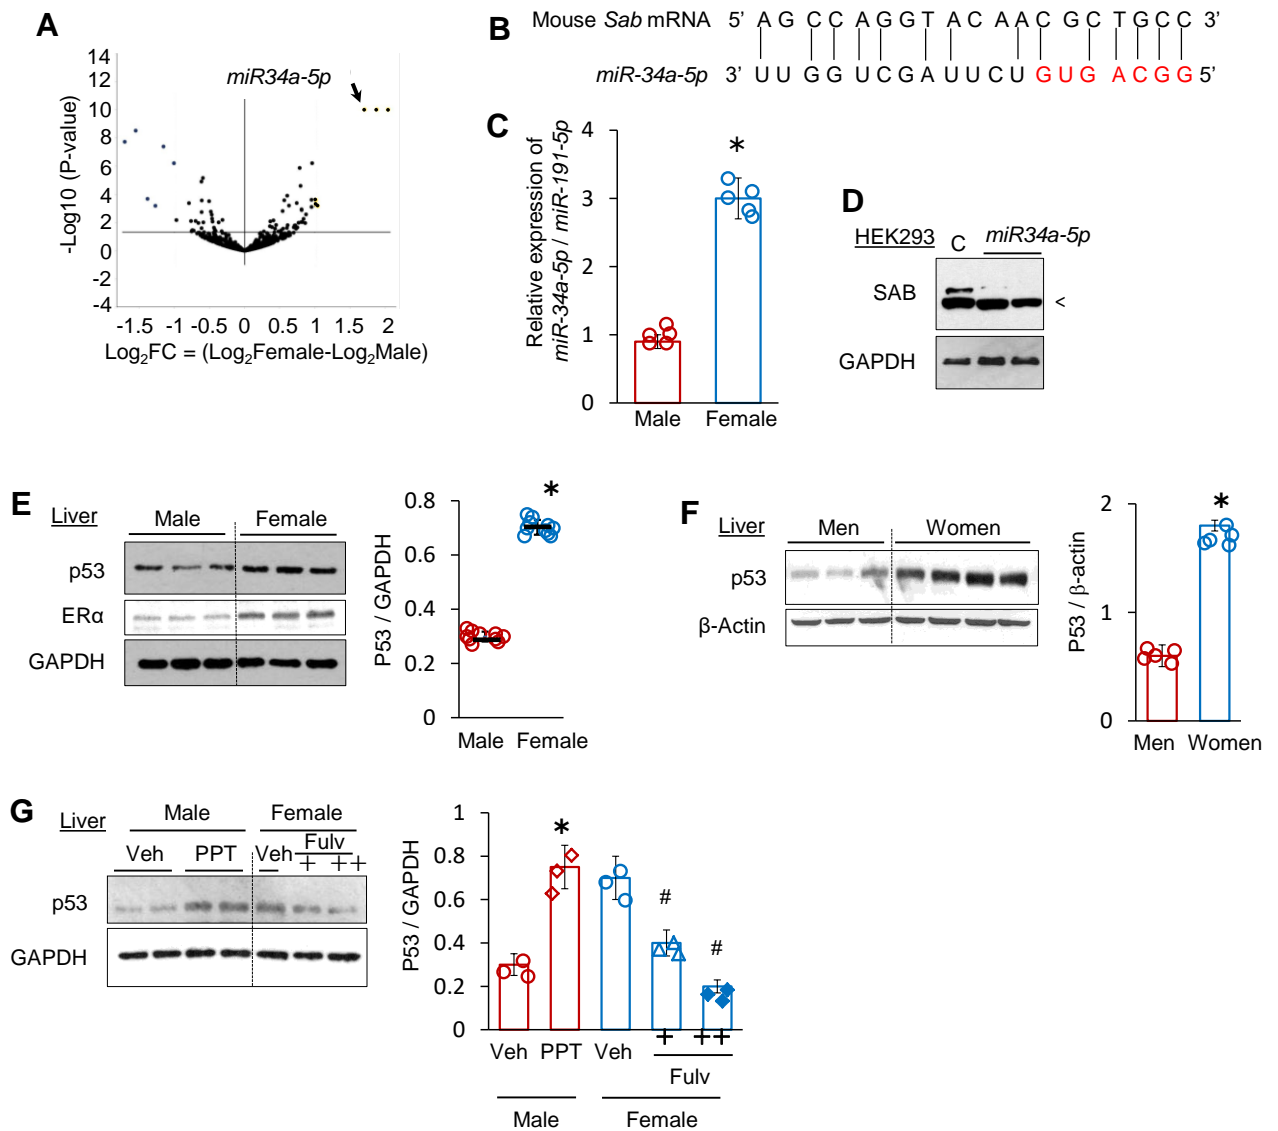 A
miR34a-5p
-Log10 (P-value)
14
12
10
8
6
4
2
0
-2
-4
-1.5 -1 -0.5 0 0.5 1 1.5 2
Log2FC = (Log2Female-Log2Male)
B
Mouse Sab mRNA 5’ A G C C A G G T A C A A C G C T G C C 3’
miR-34a-5p 3’ U U G G U C G A U U C U G U G A C G G 5’
C
Relative expression of
miR-34a-5p / miR-191-5p
4
3
2
1
0
Male Female
*
D
HEK293 C miR34a-5p
SAB <
GAPDH
E
Liver Male Female
p53
ERα
GAPDH
P53 / GAPDH
0.8
0.6
0.4
0.2
0
*
Male Female
F
Liver Men Women
p53
β-Actin
P53 / β-actin
2
1
0
*
Men Women
G
Liver Male Female
Veh PPT Veh Fulv
+ ++
p53
GAPDH
P53 / GAPDH
1
0.8
0.6
0.4
0.2
0
*
#
#
Veh PPT Veh + ++
Fulv
Male Female